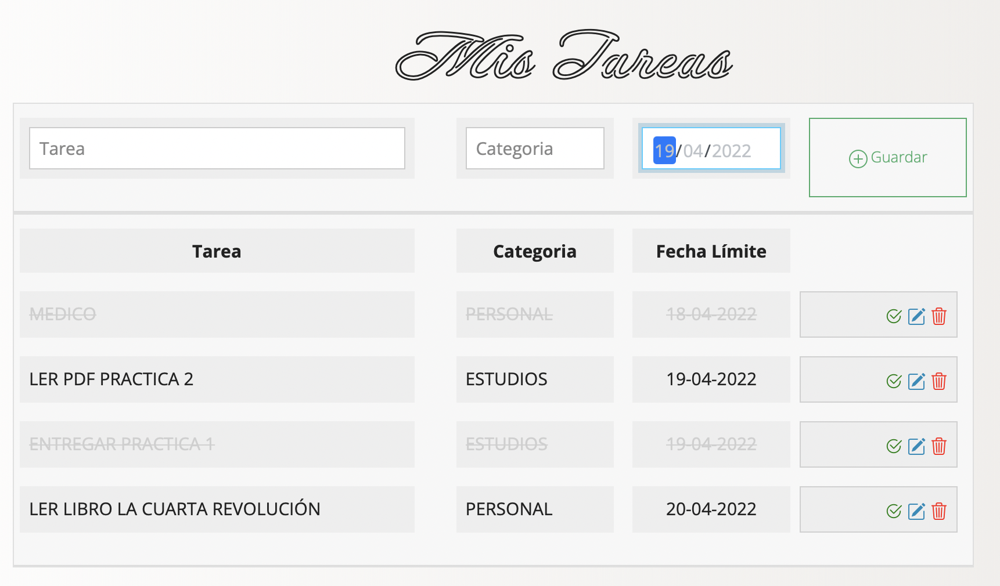 Mis Tareas
Tarea Categoria 19/04/2022 Guardar
Tarea Categoria Fecha Límite
MEDICO PERSONAL 18-04-2022
LER PDF PRACTICA 2 ESTUDIOS 19-04-2022
ENTREGAR PRACTICA 1 ESTUDIOS 19-04-2022
LER LIBRO LA CUARTA REVOLUCIÓN PERSONAL 20-04-2022